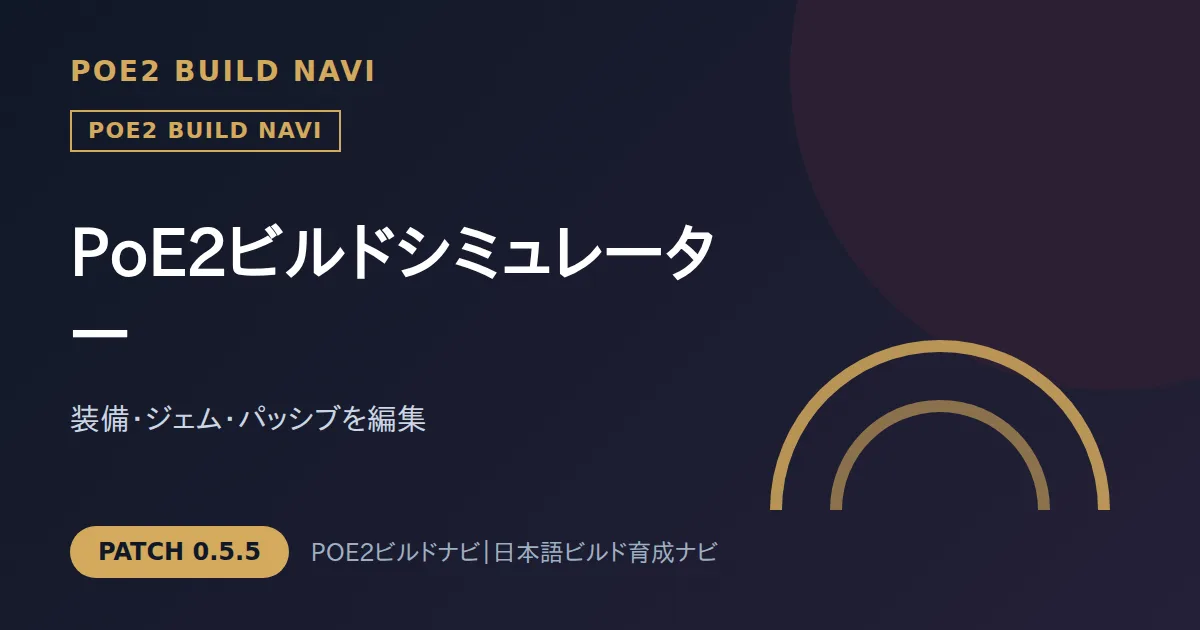 POE2 BUILD NAVI
POE2 BUILD NAVI
PoE2ビルドシミュレータ
ー
装備・ジェム・パッシブを編集
PATCH 0.5.5
POE2ビルドナビ|日本語ビルド育成ナビ